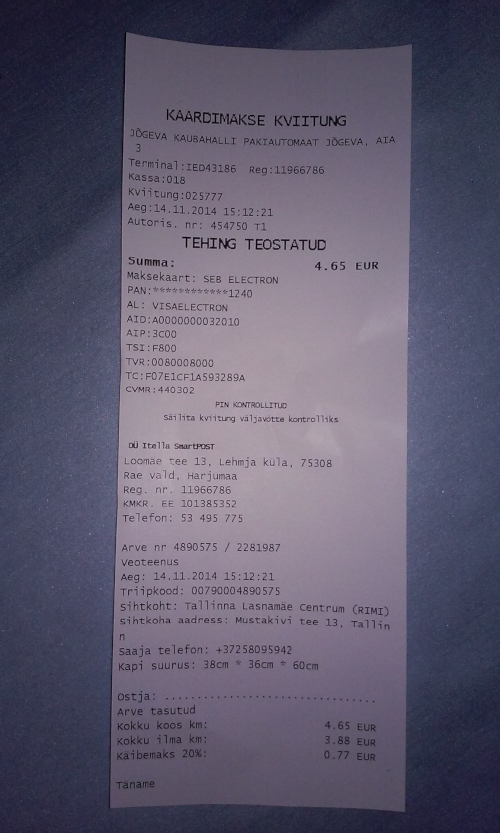 KAARDIMAKSE KVIITUNG
JÕGEVA KAUBAHALLI PAKIAUTOMAAT JÕGEVA, AIA
3
Terminal:IED43186 Reg:11966786
Kassa:018
Kviitung:025777
Aeg:14.11.2014 15:12:21
Autoris. nr: 454750 T1
TEHING TEOSTATUD
Summa: 4.65 EUR
Maksekaart: SEB ELECTRON
PAN:************1240
AL: VISAELECTRON
AID:A0000000032010
AIP:3C00
TSI:F800
TVR:0080008000
TC:F07E1CF1A593289A
CVMR:440302
PIN KONTROLLITUD
Säilita kviitung väljavõtte kontrolliks
OÜ Itella SmartPOST
Loomäe tee 13, Lehmja küla, 75308
Rae vald, Harjumaa
Reg. nr. 11966786
KMKR. EE 101385352
Telefon: 53 495 775
Arve nr 4890575 / 2281987
Veoteenus
Aeg: 14.11.2014 15:12:21
Triipkood: 00790004890575
Sihtkoht: Tallinna Lasnamäe Centrum (RIMI)
Sihtkoha aadress: Mustakivi tee 13, Tallin
n
Saaja telefon: +37258095942
Kapi suurus: 38cm * 36cm * 60cm
Ostja: ..................................
Arve tasutud
Kokku koos km: 4.65 EUR
Kokku ilma km: 3.88 EUR
Käibemaks 20%: 0.77 EUR
Täname